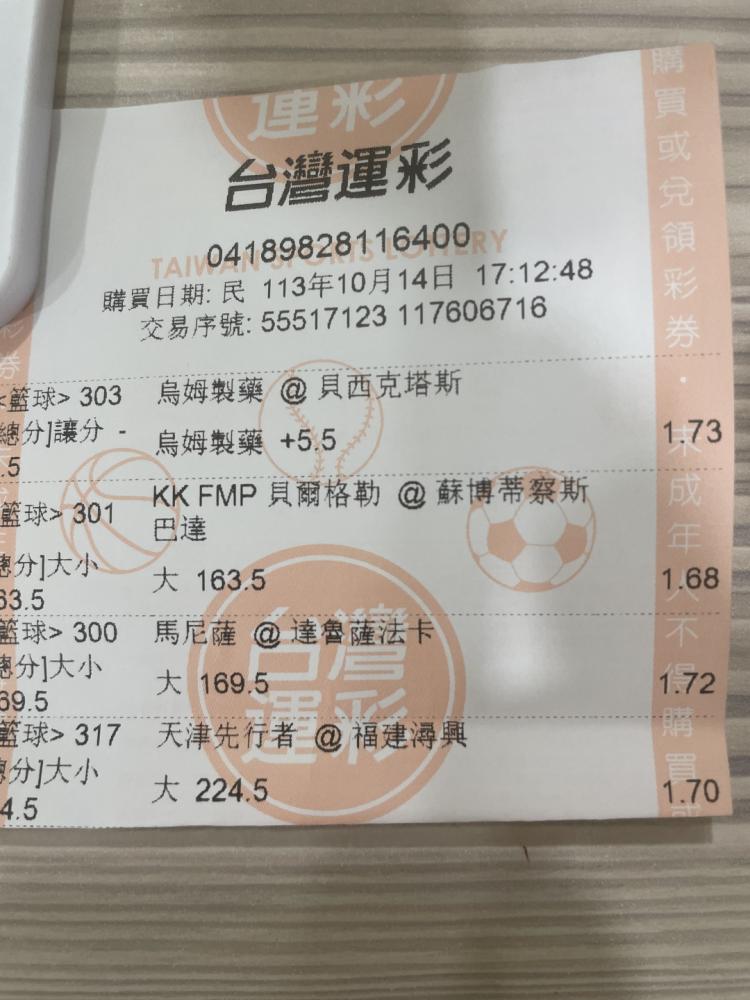 運彩
台灣運彩
04189828116400
TAIWAN SPORTS LOTTERY
購買日期: 民 113年10月14日 17:12:48
交易序號: 55517123 117606716
<籃球> 303 烏姆製藥 @ 貝西克塔斯
總分]讓分 - 烏姆製藥 +5.5 1.73
.5
籃球> 301 KK FMP 貝爾格勒 @ 蘇博蒂察斯
巴達
總分]大小 大 163.5 1.68
63.5
籃球> 300 馬尼薩 @ 達魯薩法卡
總分]大小 大 169.5 1.72
69.5
籃球> 317 天津先行者 @ 福建潯興
總分]大小 大 224.5 1.70
4.5
台灣
運彩
購買或兌領彩券・未成年人不得購買或
彩券